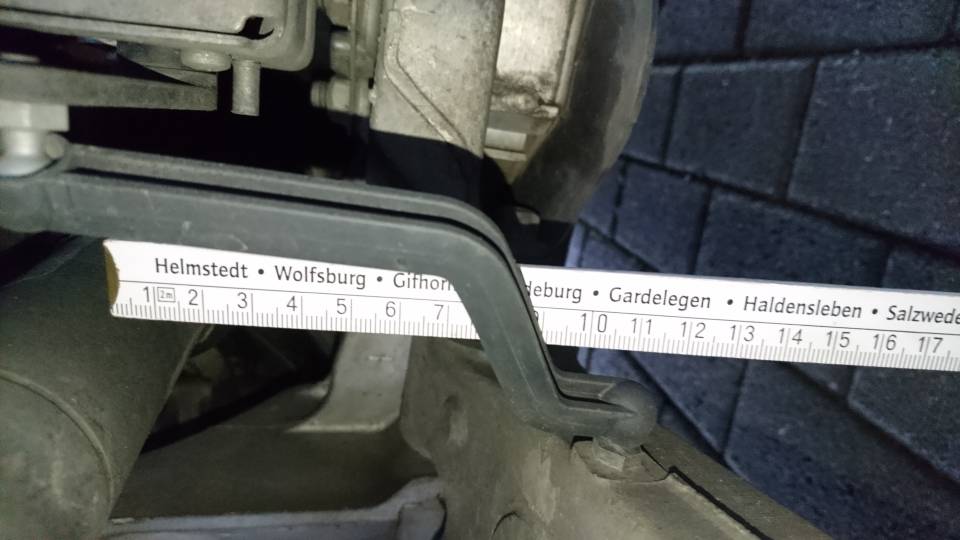 Helmstedt • Wolfsburg • Gifhorn deburg • Gardelegen • Haldensleben • Salzwede
1 2m 2 3 4 5 6 7 9 10 11 12 13 14 15 16 17